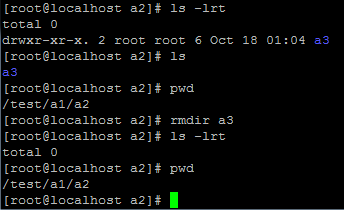 [root@localhost a2]# ls -lrt
total 0
drwxr-xr-x. 2 root root 6 Oct 18 01:04 a3
[root@localhost a2]# ls
a3
[root@localhost a2]# pwd
/test/a1/a2
[root@localhost a2]# rmdir a3
[root@localhost a2]# ls -lrt
total 0
[root@localhost a2]# pwd
/test/a1/a2
[root@localhost a2]#